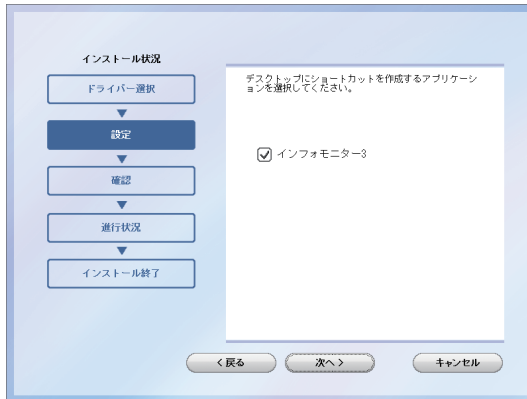 インストール状況
ドライバー選択
設定
確認
進行状況
インストール終了
デスクトップにショートカットを作成するアプリケーシ
ョンを選択してください。
インフォモニター3
< 戻る
次へ >
キャンセル